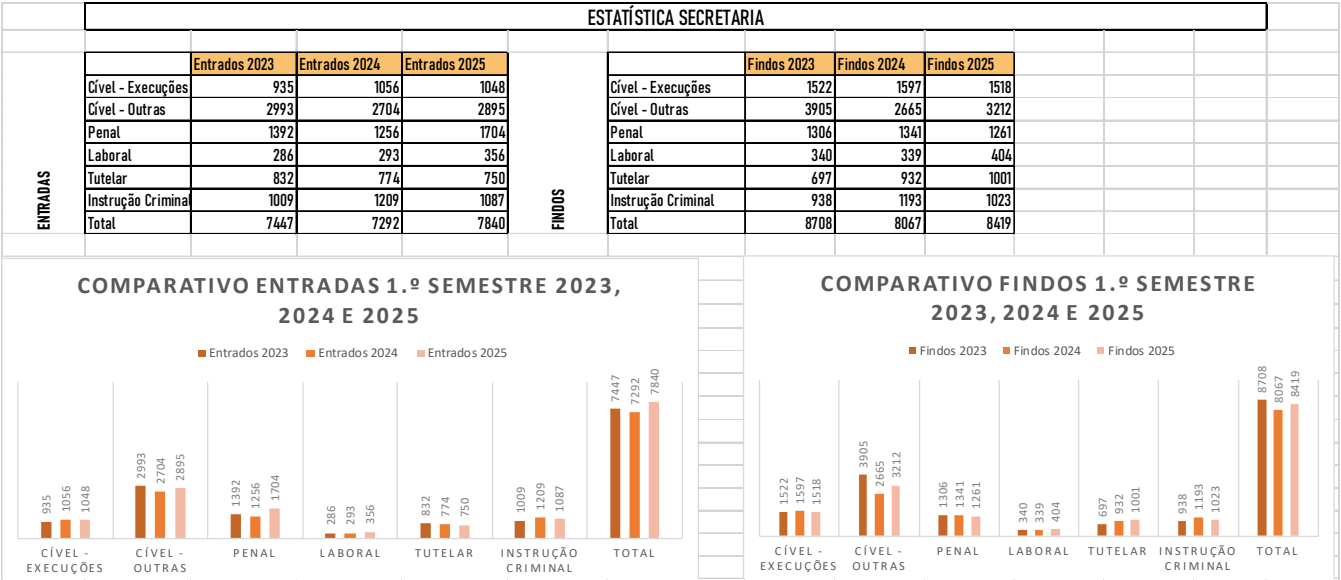 ESTATÍSTICA SECRETARIA
ENTRADAS
Entrados 2023 Entrados 2024 Entrados 2025
Cível - Execuções 935 1056 1048
Cível - Outras 2993 2704 2895
Penal 1392 1256 1704
Laboral 286 293 356
Tutelar 832 774 750
Instrução Criminal 1009 1209 1087
Total 7447 7292 7840
FINDOS
Findos 2023 Findos 2024 Findos 2025
Cível - Execuções 1522 1597 1518
Cível - Outras 3905 2665 3212
Penal 1306 1341 1261
Laboral 340 339 404
Tutelar 697 932 1001
Instrução Criminal 938 1193 1023
Total 8708 8067 8419
COMPARATIVO ENTRADAS 1.º SEMESTRE 2023,
2024 E 2025
Entrados 2023 Entrados 2024 Entrados 2025
935 1056 1048
2993 2704 2895
1392 1256 1704
286 293 356
832 774 750
1009 1209 1087
7447 7292 7840
CÍVEL - EXECUÇÕES
CÍVEL - OUTRAS
PENAL
LABORAL
TUTELAR
INSTRUÇÃO CRIMINAL
TOTAL
COMPARATIVO FINDOS 1.º SEMESTRE
2023, 2024 E 2025
Findos 2023 Findos 2024 Findos 2025
1522 1597 1518
3905 2665 3212
1306 1341 1261
340 339 404
697 932 1001
938 1193 1023
8708 8067 8419
CÍVEL - EXECUÇÕES
CÍVEL - OUTRAS
PENAL
LABORAL
TUTELAR
INSTRUÇÃO CRIMINAL
TOTAL